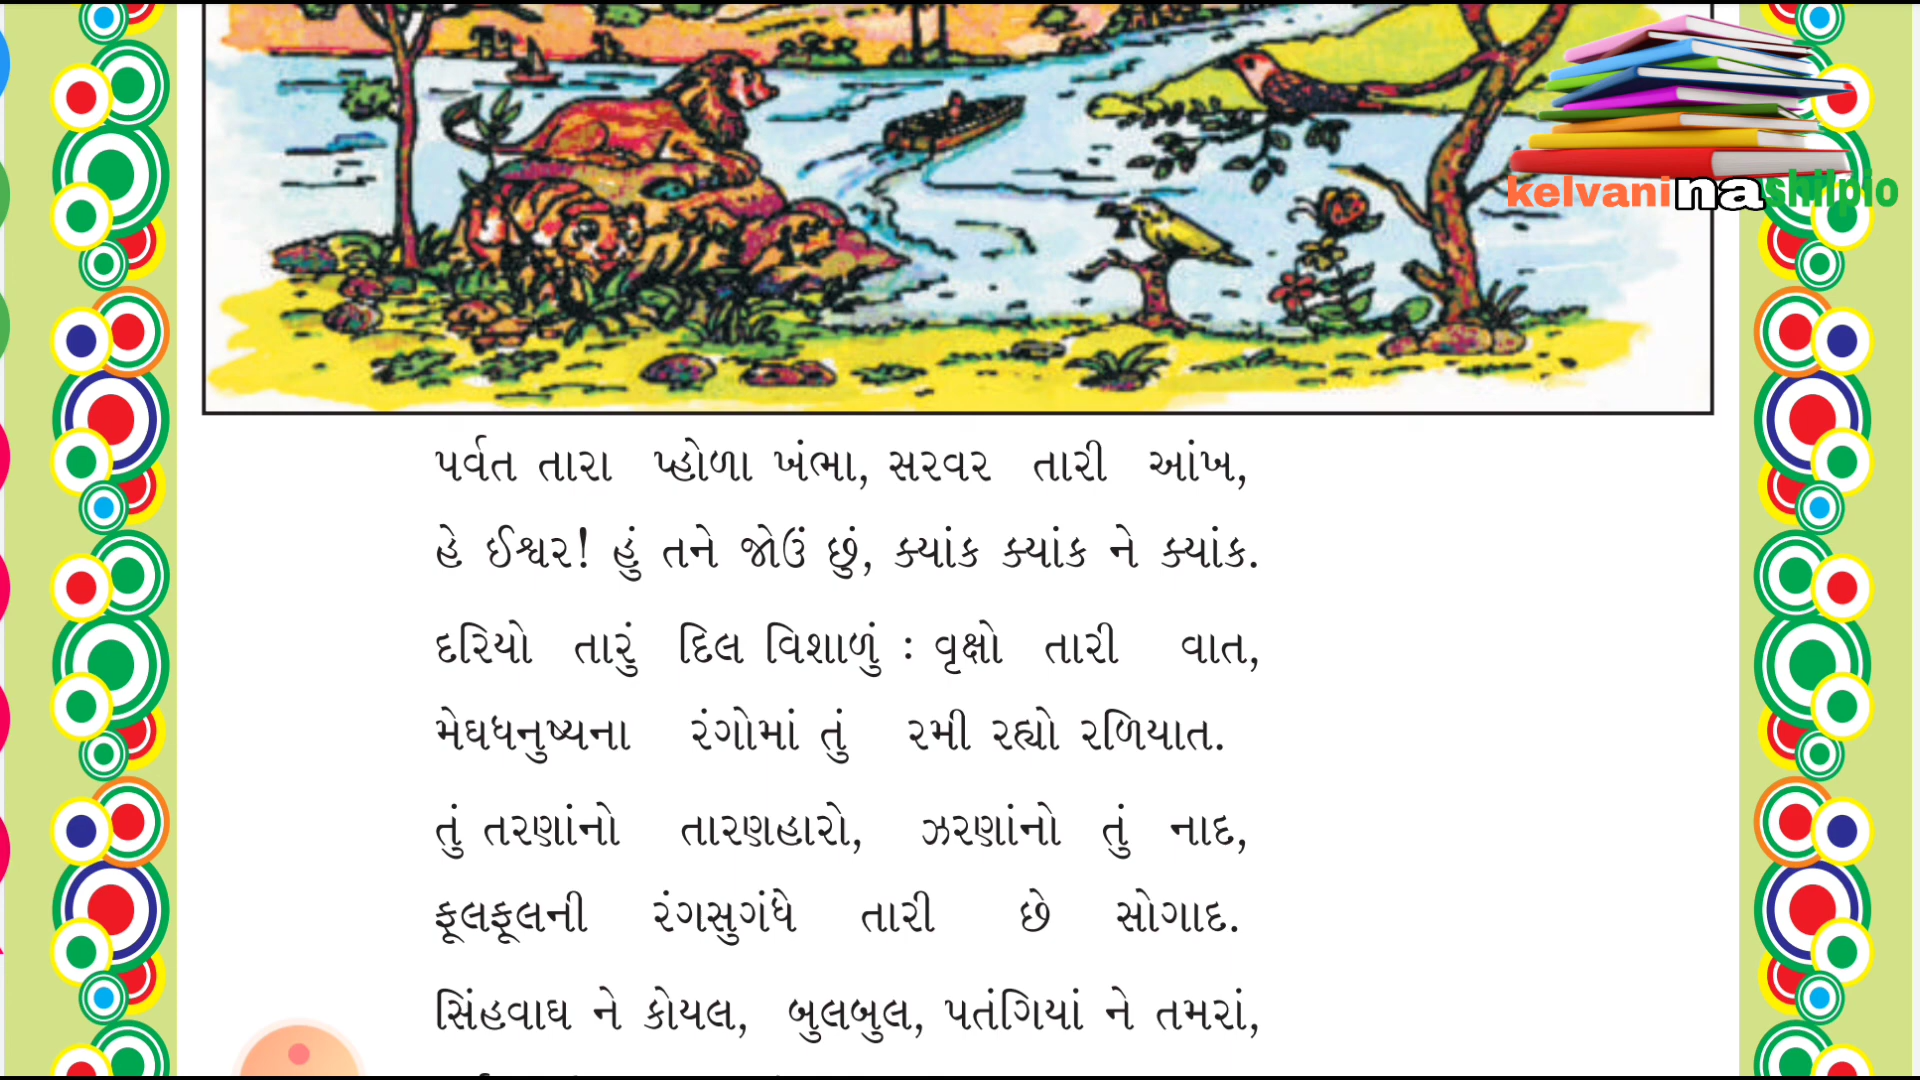 kelvaninashilpio
પર્વત તારા પ્હોળા ખંભા, સરવર તારી આંખ,
હે ઈશ્વર! હું તને જોઉં છું, ક્યાંક ક્યાંક ને ક્યાંક.
દરિયો તારું દિલ વિશાળું : વૃક્ષો તારી વાત,
મેઘધનુષ્યના રંગોમાં તું રમી રહ્યો રળિયાત.
તું તરણાંનો તારણહારો, ઝરણાંનો તું નાદ,
ફૂલફૂલની રંગસુગંધે તારી છે સોગાદ.
સિંહવાઘ ને કોયલ, બુલબુલ, પતંગિયાં ને તમરાં,